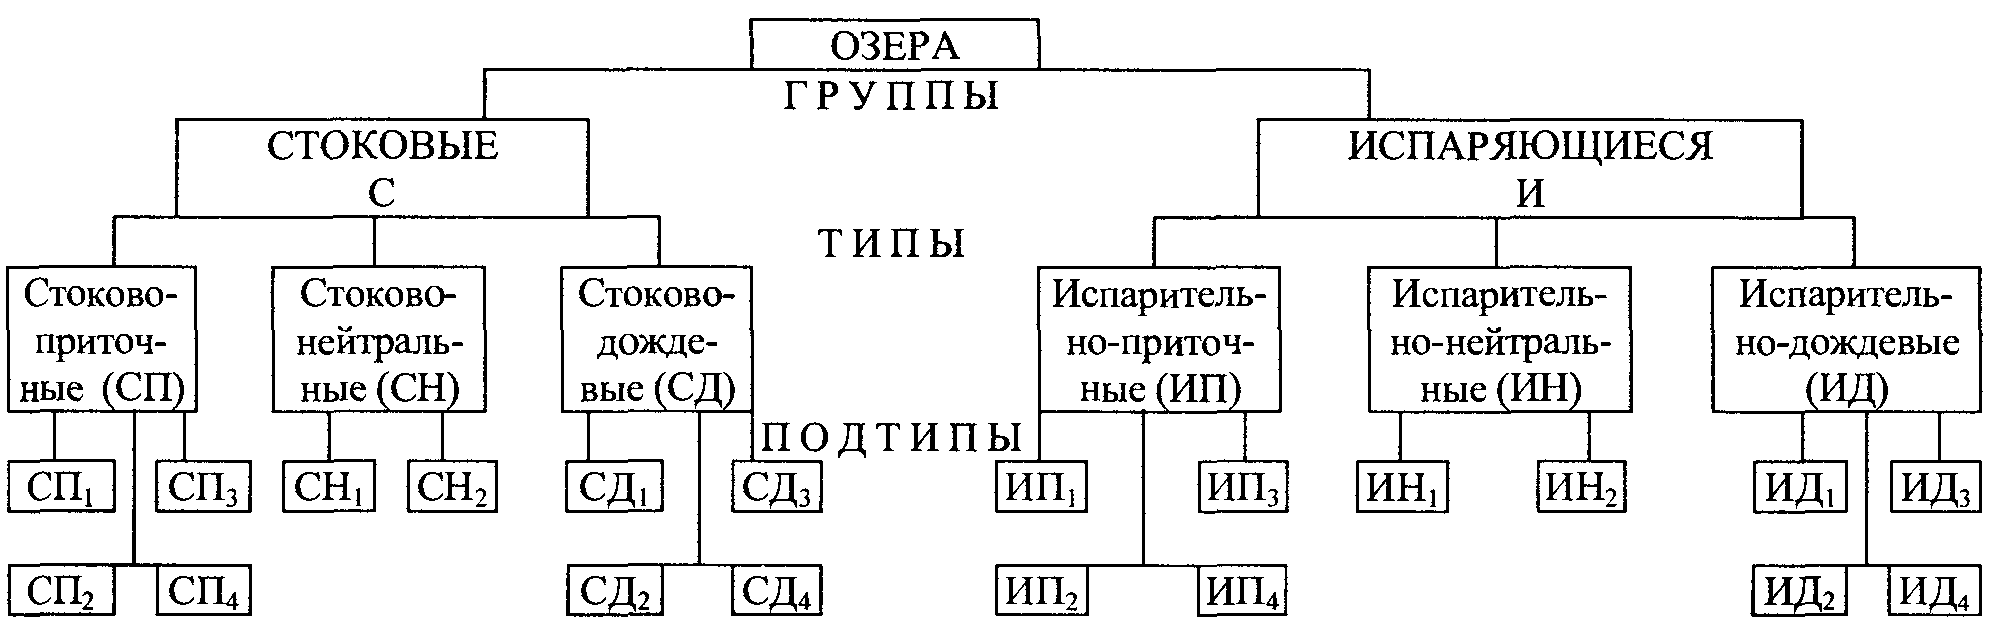 ОЗЕРА
ГРУППЫ
СТОКОВЫЕ
С
ИСПАРЯЮЩИЕСЯ
И
ТИПЫ
Стоково-
приточ-
ные (СП)
Стоково-
нейтраль-
ные (СН)
Стоково-
дожде-
вые (СД)
Испаритель-
но-приточ-
ные (ИП)
Испаритель-
но-нейтраль-
ные (ИН)
Испаритель-
но-дождевые
(ИД)
ПОДТИПЫ
СП₁
СП₃
СН₁
СН₂
СД₁
СД₃
ИП₁
ИП₃
ИН₁
ИН₂
ИД₁
ИД₃
СП₂
СП₄
СД₂
СД₄
ИП₂
ИП₄
ИД₂
ИД₄